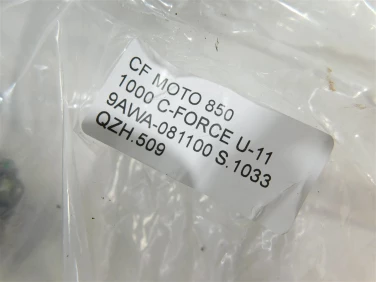 CF MOTO 850
1000 C-FORCE U-11
9AWA-081100 S.1033
QZH.509